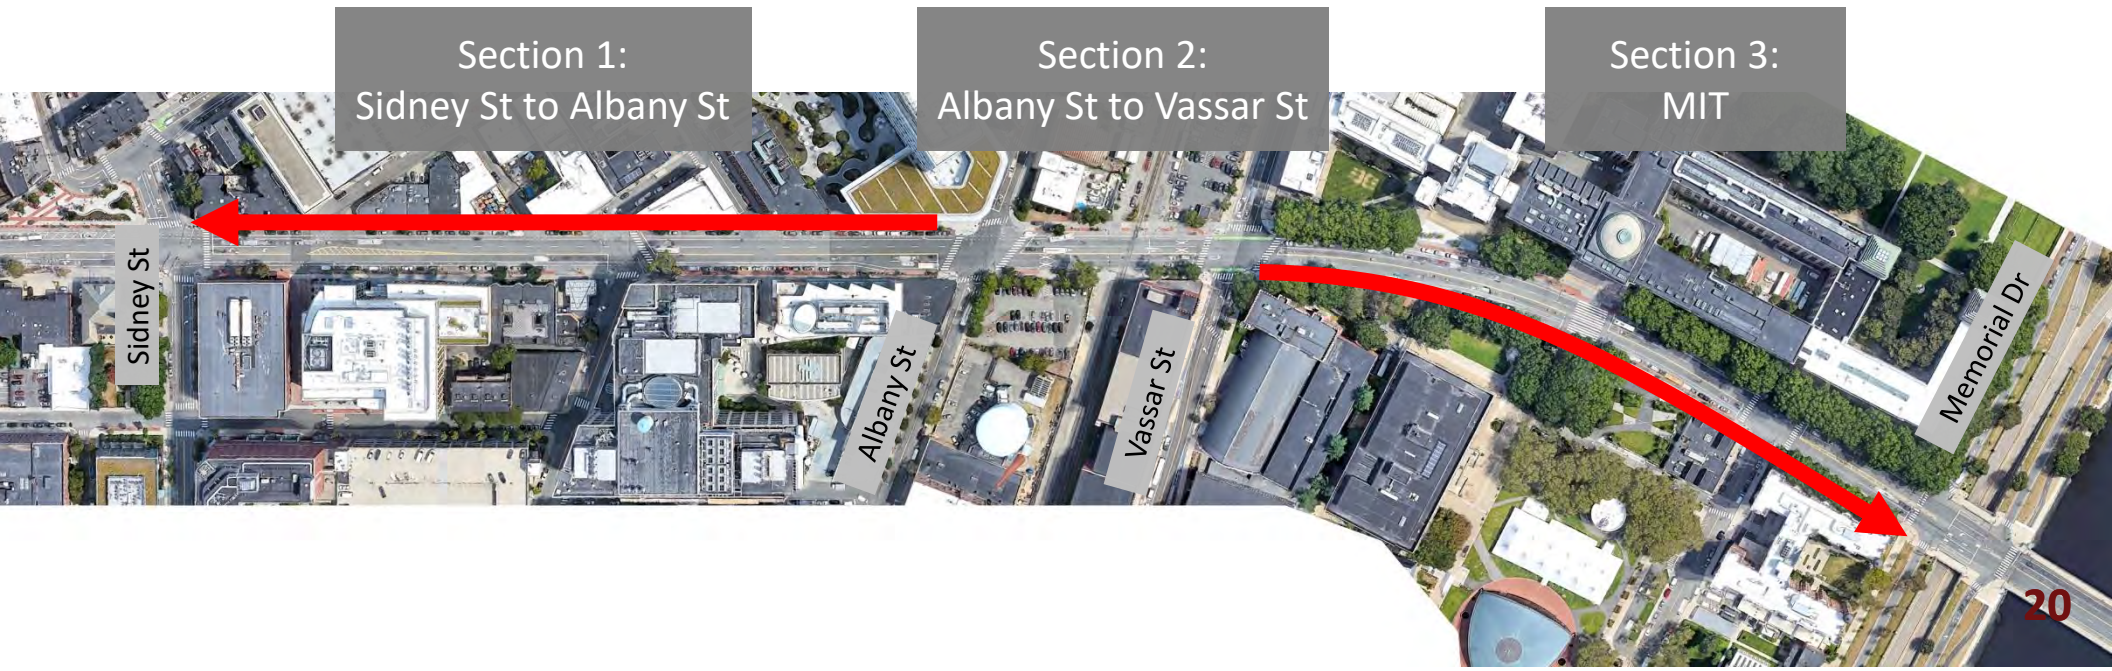 Section 1:
Sidney St to Albany St
Section 2:
Albany St to Vassar St
Section 3:
MIT
Sidney St
Albany St
Vassar St
Memorial Dr
20